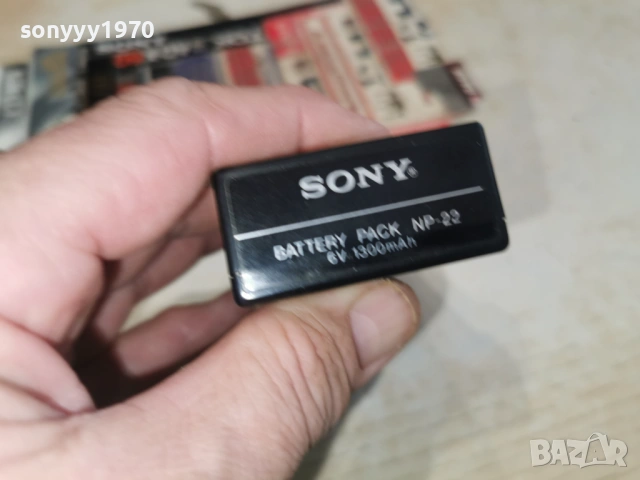 sonyyy1970
SONY®
BATTERY PACK NP-22
6V 1300mAh
BAZAR